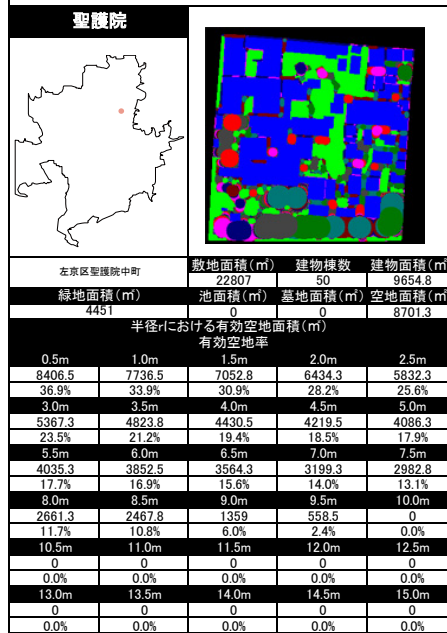 聖護院
左京区聖護院中町
敷地面積(㎡) 建物棟数 建物面積(㎡)
22807 50 9654.8
緑地面積(㎡) 池面積(㎡) 墓地面積(㎡) 空地面積(㎡)
4451 0 0 8701.3
半径rにおける有効空地面積(㎡)
有効空地率
0.5m 1.0m 1.5m 2.0m 2.5m
8406.5 7736.5 7052.8 6434.3 5832.3
36.9% 33.9% 30.9% 28.2% 25.6%
3.0m 3.5m 4.0m 4.5m 5.0m
5367.3 4823.8 4430.5 4219.5 4086.3
23.5% 21.2% 19.4% 18.5% 17.9%
5.5m 6.0m 6.5m 7.0m 7.5m
4035.3 3852.5 3564.3 3199.3 2982.8
17.7% 16.9% 15.6% 14.0% 13.1%
8.0m 8.5m 9.0m 9.5m 10.0m
2661.3 2467.8 1359 558.5 0
11.7% 10.8% 6.0% 2.4% 0.0%
10.5m 11.0m 11.5m 12.0m 12.5m
0 0 0 0 0
0.0% 0.0% 0.0% 0.0% 0.0%
13.0m 13.5m 14.0m 14.5m 15.0m
0 0 0 0 0
0.0% 0.0% 0.0% 0.0% 0.0%